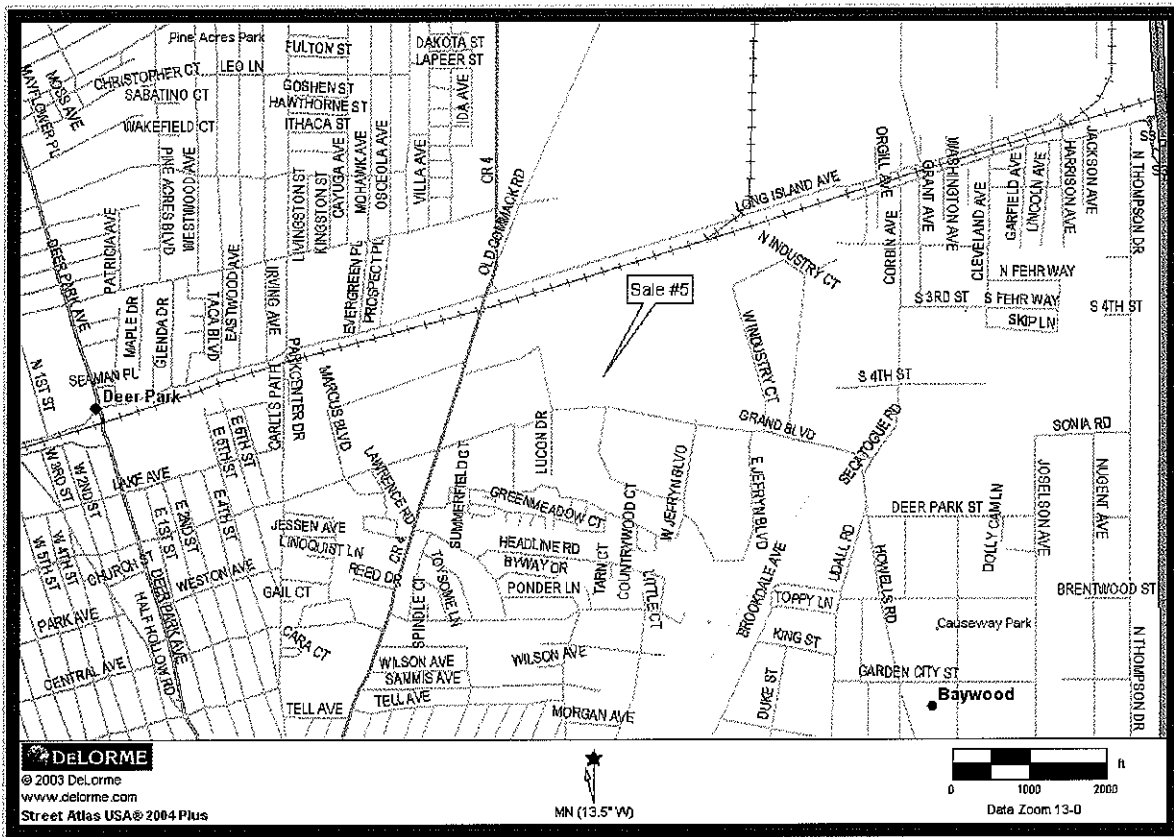 Pine Acres Park
FULTON ST
DAKOTA ST
LAPEER ST
MOSS AVE
MAYFLOWER PL
CHRISTOPHER CT
LEO LN
SABATINO CT
GOSHEN ST
HAWTHORNE ST
IDA AVE
WAKEFIELD CT
ITHACA ST
PINE ACRES BLVD
WESTWOOD AVE
LIVINGSTON ST
KINGSTON ST
CAYUGA AVE
MOHAWK AVE
OSCEOLA AVE
VILLA AVE
CR 4
OLD COMMACK RD
LONG ISLAND AVE
ORGILL AVE
GRANT AVE
WASHINGTON AVE
CLEVELAND AVE
GARFIELD AVE
LINCOLN AVE
HARRISON AVE
JACKSON AVE
N THOMPSON DR
DEER PARK AVE
PATRICIA AVE
MAPLE DR
GLENDA DR
TACA BLVD
EASTWOOD AVE
IRVING AVE
EVERGREEN PL
PROSPECT PL
N INDUSTRY CT
CORBIN AVE
N FEHR WAY
S 3RD ST
S FEHR WAY
S 4TH ST
SKIP LN
Sale #5
W INDUSTRY CT
N 1ST ST
SEAMAN PL
Deer Park
CARLLS PATH
PARKCENTER DR
MARCUS BLVD
S 4TH ST
GRAND BLVD
SECATOGUE RD
SONIA RD
W 3RD ST
W 2ND ST
LAKE AVE
E 5TH ST
E 6TH ST
LAWRENCE RD
SUMMERFIELD CT
LUCON DR
GREENMEADOW CT
W JEFRYN BLVD
E JEFRYN BLVD
DEER PARK ST
JOSELSON AVE
NUGENT AVE
DOLLY CAM LN
W 5TH ST
W 4TH ST
CHURCH ST
E 1ST ST
E 2ND ST
E 4TH ST
JESSEN AVE
LINDQUIST LN
REED DR
CR 4
HEADLINE RD
BYWAY DR
PONDER LN
TARIN CT
COUNTRYWOOD CT
LITTLE CT
UDALL RD
HOWELLS RD
WESTON AVE
GAIL CT
SPINDLE CT
TOYSOME LN
BROOKDALE AVE
TOPPY LN
BRENTWOOD ST
PARK AVE
HALF HOLLOW RD
DEER PARK AVE
CARA CT
KING ST
Causeway Park
N THOMPSON DR
CENTRAL AVE
WILSON AVE
WILSON AVE
SAMMIS AVE
GARDEN CITY ST
Baywood
TELL AVE
TELL AVE
MORGAN AVE
DUKE ST
DELORME
© 2003 DeLorme
www.delorme.com
Street Atlas USA® 2004 Plus
MN (13.5° W)
ft
0 1000 2000
Data Zoom 13-0